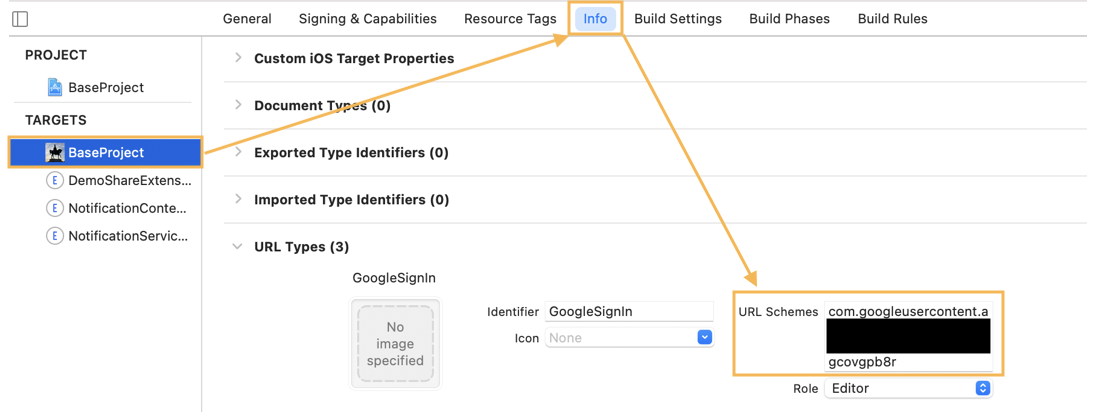 General Signing & Capabilities Resource Tags Info Build Settings Build Phases Build Rules
PROJECT
BaseProject
TARGETS
BaseProject
E DemoShareExtens...
E NotificationConte...
E NotificationServic...
Custom iOS Target Properties
Document Types (0)
Exported Type Identifiers (0)
Imported Type Identifiers (0)
URL Types (3)
GoogleSignIn
No
image
specified
Identifier GoogleSignIn
Icon None
URL Schemes com.googleusercontent.a
gcovgpb8r
Role Editor